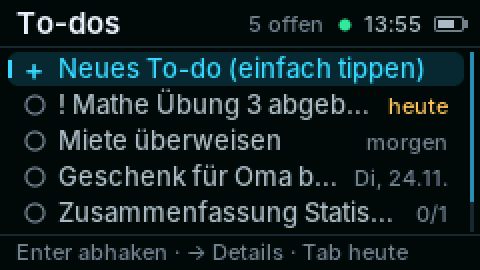 To-dos 5 offen 13:55
+ Neues To-do (einfach tippen)
! Mathe Übung 3 abgeb... heute
Miete überweisen morgen
Geschenk für Oma b... Di, 24.11.
Zusammenfassung Statis... 0/1
Enter abhaken · → Details · Tab heute